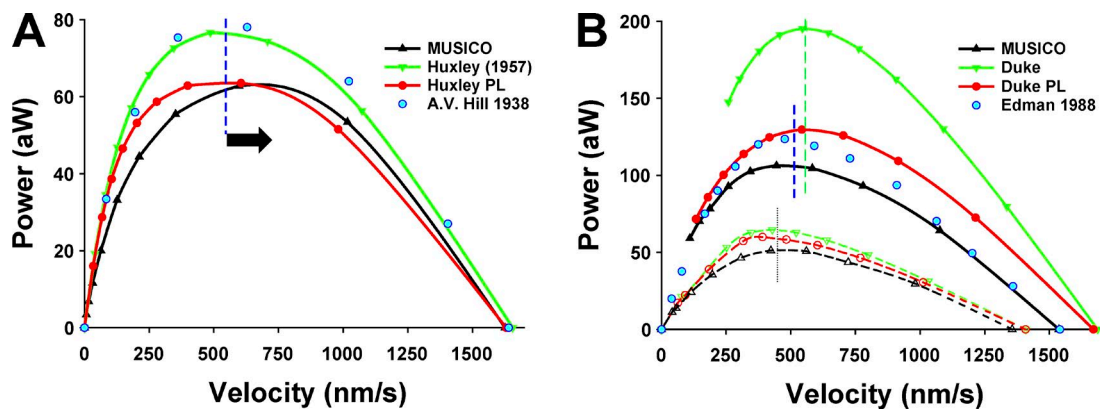 A
Power (aW)
80
60
40
20
0
0 250 500 750 1000 1250 1500
Velocity (nm/s)
MUSICO
Huxley (1957)
Huxley PL
A.V. Hill 1938
B
Power (aW)
200
150
100
50
0
0 250 500 750 1000 1250 1500
Velocity (nm/s)
MUSICO
Duke
Duke PL
Edman 1988